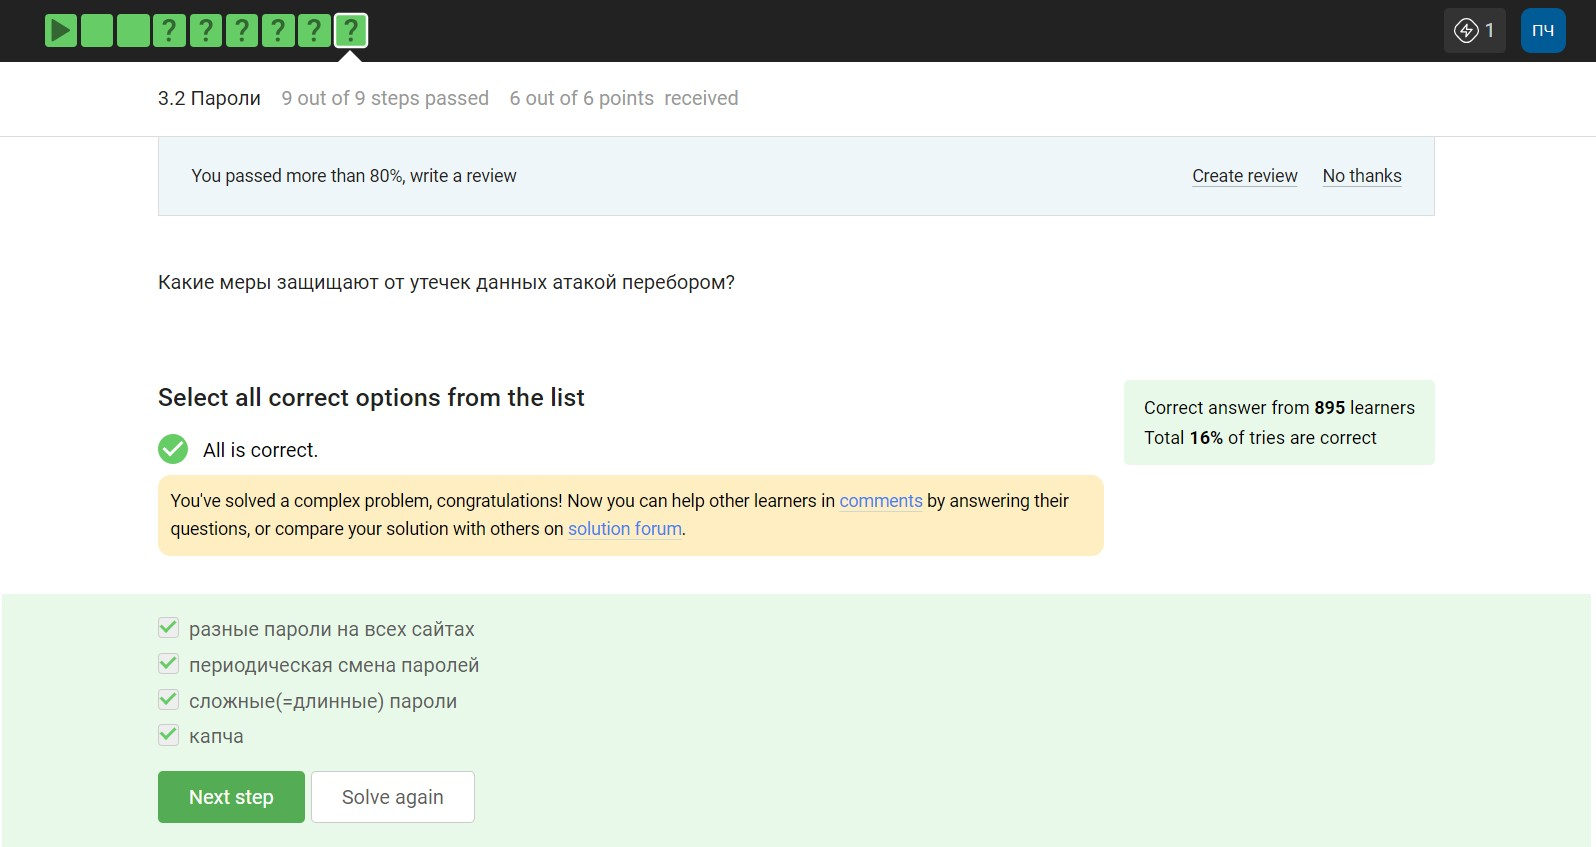 ? ? ? ? ? ?
1
ПЧ
3.2 Пароли 9 out of 9 steps passed 6 out of 6 points received
You passed more than 80%, write a review Create review No thanks
Какие меры защищают от утечек данных атакой перебором?
Select all correct options from the list
Correct answer from 895 learners
Total 16% of tries are correct
All is correct.
You've solved a complex problem, congratulations! Now you can help other learners in comments by answering their
questions, or compare your solution with others on solution forum.
разные пароли на всех сайтах
периодическая смена паролей
сложные(=длинные) пароли
капча
Next step Solve again